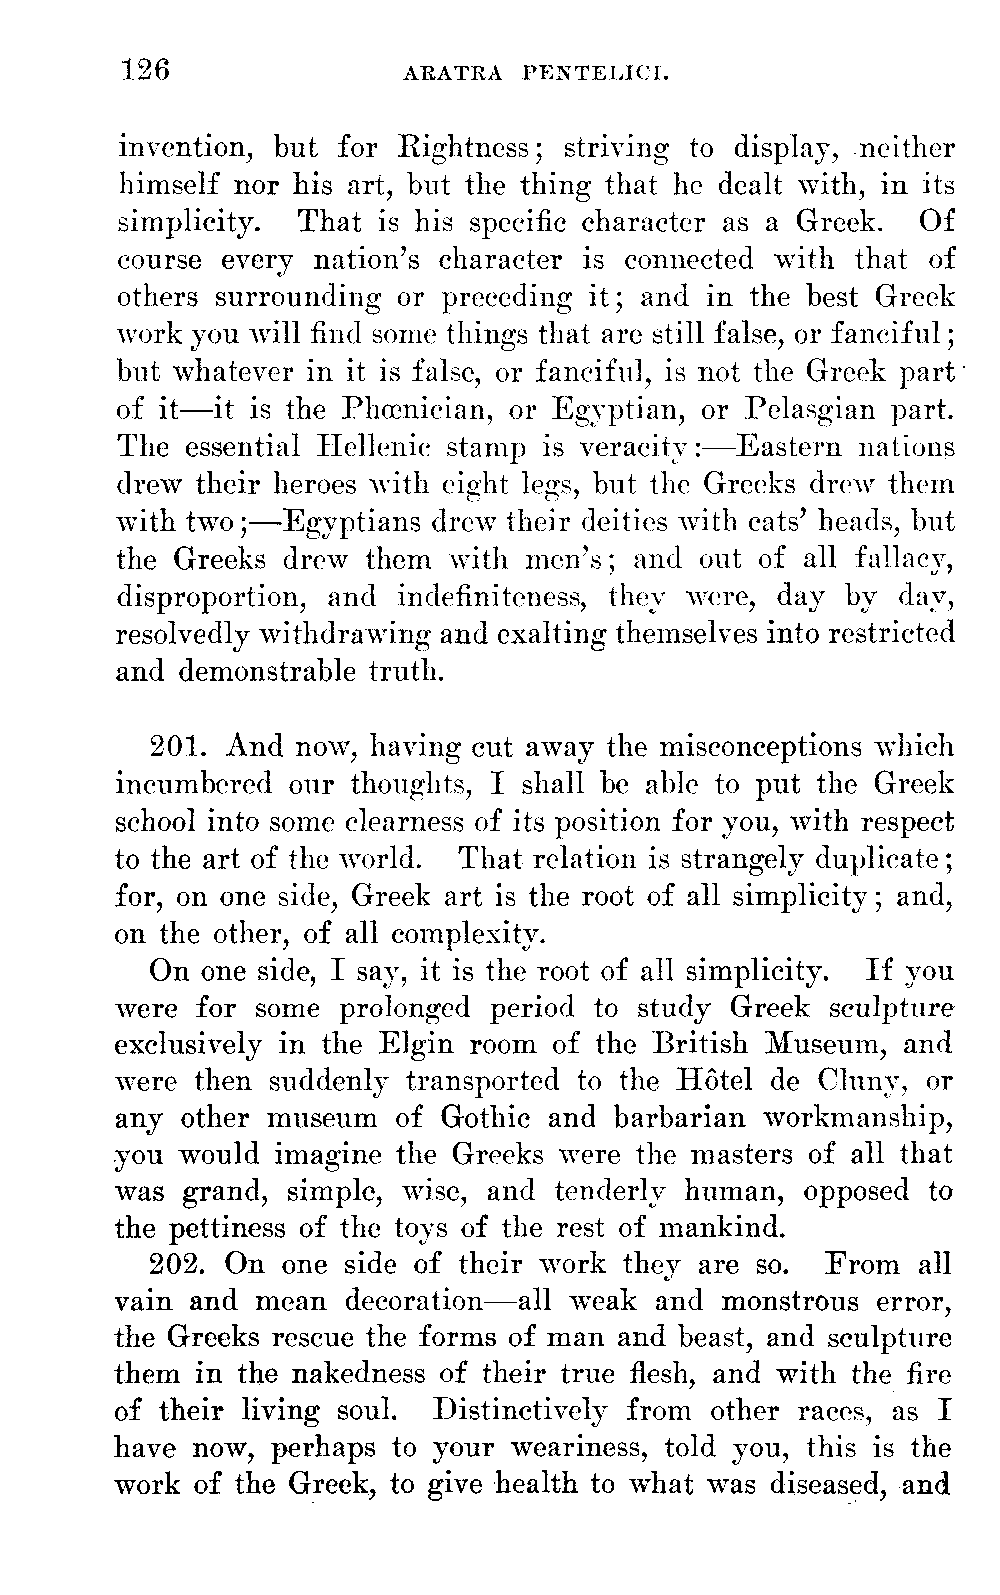 126 ARATRA PENTELICI.
invention, but for Rightness; striving to display, neither
himself nor his art, but the thing that he dealt with, in its
simplicity. That is his specific character as a Greek. Of
course every nation's character is connected with that of
others surrounding or preceding it; and in the best Greek
work you will find some things that are still false, or fanciful;
but whatever in it is false, or fanciful, is not the Greek part
of it—it is the Phœnician, or Egyptian, or Pelasgian part.
The essential Hellenic stamp is veracity:—Eastern nations
drew their heroes with eight legs, but the Greeks drew them
with two;—Egyptians drew their deities with cats' heads, but
the Greeks drew them with men's; and out of all fallacy,
disproportion, and indefiniteness, they were, day by day,
resolvedly withdrawing and exalting themselves into restricted
and demonstrable truth.
201. And now, having cut away the misconceptions which
incumbered our thoughts, I shall be able to put the Greek
school into some clearness of its position for you, with respect
to the art of the world. That relation is strangely duplicate;
for, on one side, Greek art is the root of all simplicity; and,
on the other, of all complexity.
On one side, I say, it is the root of all simplicity. If you
were for some prolonged period to study Greek sculpture
exclusively in the Elgin room of the British Museum, and
were then suddenly transported to the Hôtel de Cluny, or
any other museum of Gothic and barbarian workmanship,
you would imagine the Greeks were the masters of all that
was grand, simple, wise, and tenderly human, opposed to
the pettiness of the toys of the rest of mankind.
202. On one side of their work they are so. From all
vain and mean decoration—all weak and monstrous error,
the Greeks rescue the forms of man and beast, and sculpture
them in the nakedness of their true flesh, and with the fire
of their living soul. Distinctively from other races, as I
have now, perhaps to your weariness, told you, this is the
work of the Greek, to give health to what was diseased, and